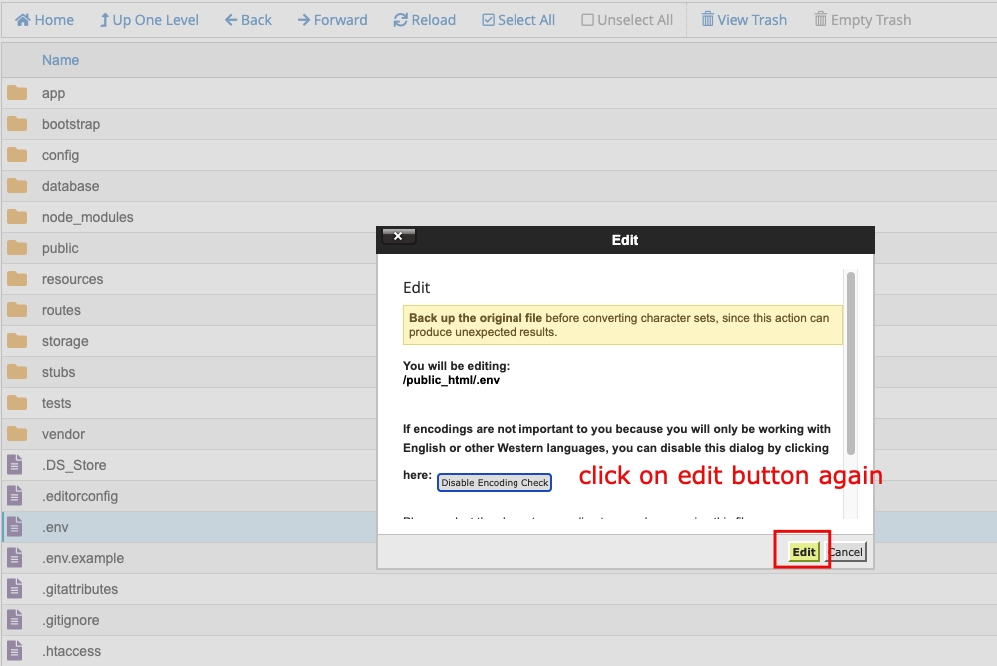 Home Up One Level Back Forward Reload Select All Unselect All View Trash Empty Trash
Name
app
bootstrap
config
database
node_modules
public
resources
routes
storage
stubs
tests
vendor
.DS_Store
.editorconfig
.env
.env.example
.gitattributes
.gitignore
.htaccess
Edit
Edit
Back up the original file before converting character sets, since this action can
produce unexpected results.
You will be editing:
/public_html/.env
If encodings are not important to you because you will only be working with
English or other Western languages, you can disable this dialog by clicking
here: Disable Encoding Check
click on edit button again
Edit Cancel